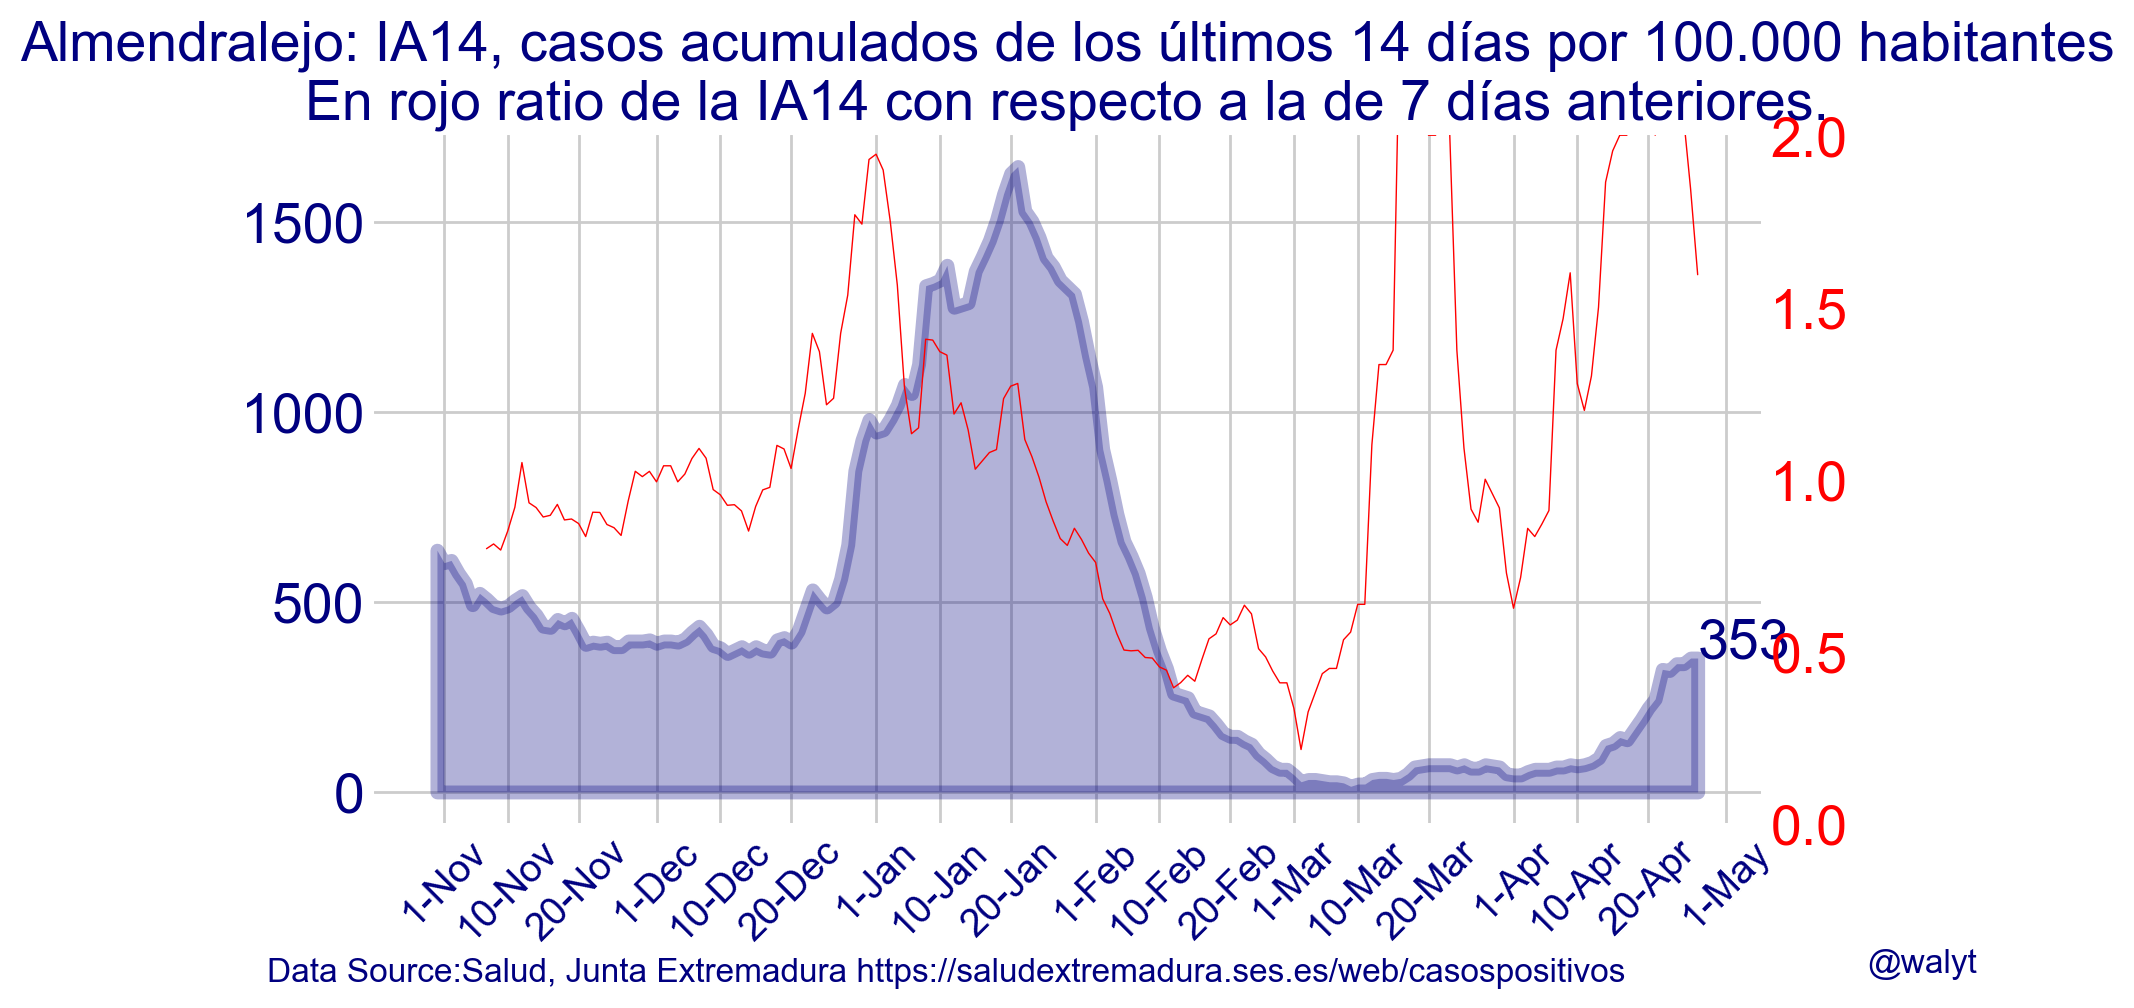 Almendralejo: IA14, casos acumulados de los últimos 14 días por 100.000 habitantes
En rojo ratio de la IA14 con respecto a la de 7 días anteriores.
2.0
1500
1.5
1000
1.0
500
353
0.5
0
0.0
1-Nov
10-Nov
20-Nov
1-Dec
10-Dec
20-Dec
1-Jan
10-Jan
20-Jan
1-Feb
10-Feb
20-Feb
1-Mar
10-Mar
20-Mar
1-Apr
10-Apr
20-Apr
1-May
Data Source:Salud, Junta Extremadura https://saludextremadura.ses.es/web/casospositivos
@walyt